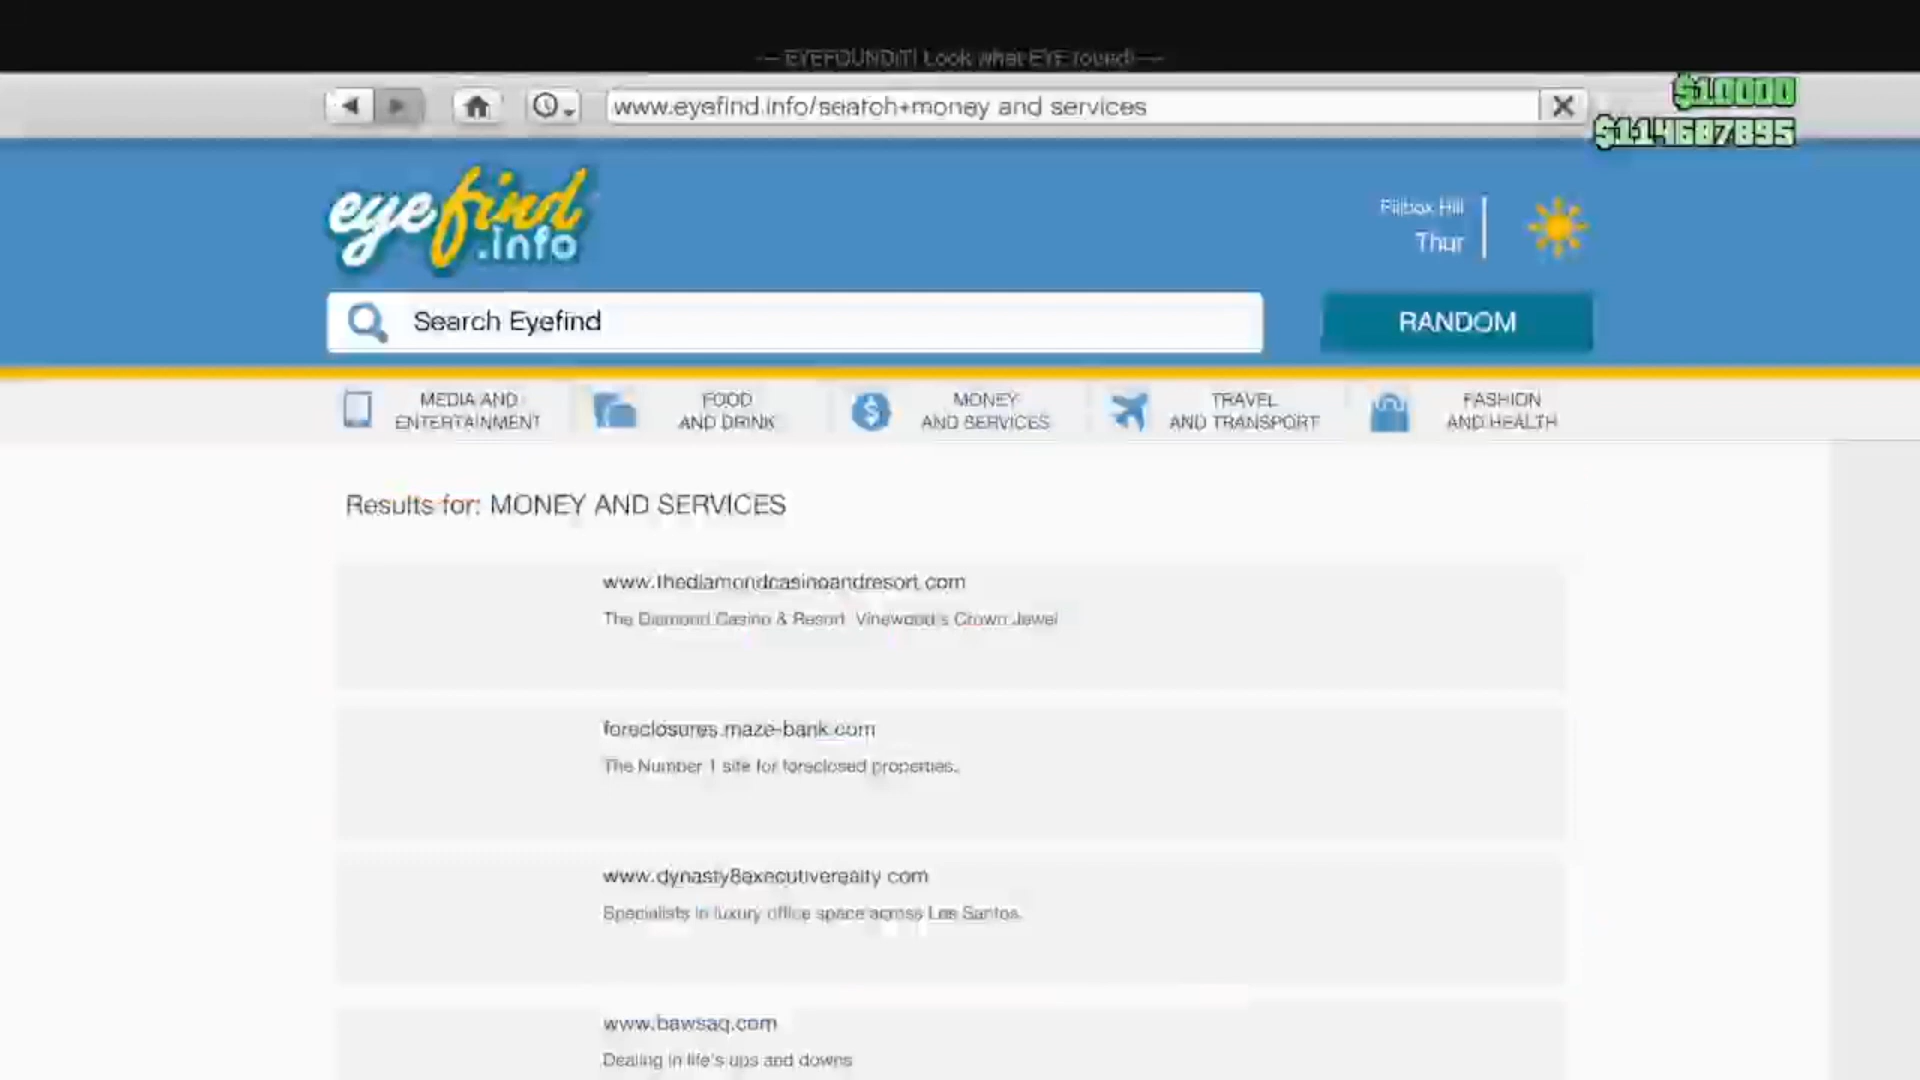 — EYEFOUNDIT! Look what EYE found! —
www.eyefind.info/search+money and services
$10000
$114687895
eyefind
.info
Pillbox Hill
Thur
Search Eyefind
RANDOM
MEDIA AND
ENTERTAINMENT
FOOD
AND DRINK
MONEY
AND SERVICES
TRAVEL
AND TRANSPORT
FASHION
AND HEALTH
Results for: MONEY AND SERVICES
www.thediamondcasinoandresort.com
The Diamond Casino & Resort. Vinewood's Crown Jewel
foreclosures.maze-bank.com
The Number 1 site for foreclosed properties.
www.dynasty8executiverealty.com
Specialists in luxury office space across Los Santos.
www.bawsaq.com
Dealing in life's ups and downs